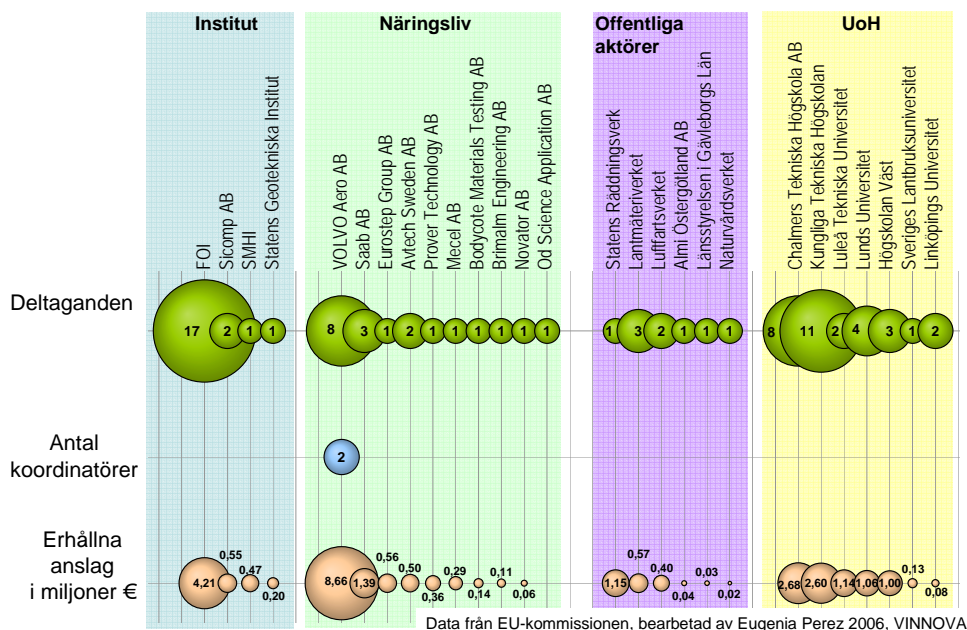 Institut
Näringsliv
Offentliga
aktörer
UoH
FOI
Sicomp AB
SMHI
Statens Geotekniska Institut
VOLVO Aero AB
Saab AB
Eurostep Group AB
Avtech Sweden AB
Prover Technology AB
Mecel AB
Bodycote Materials Testing AB
Brimalm Engineering AB
Novator AB
Od Science Application AB
Statens Räddningsverk
Lantmäteriverket
Luftfartsverket
Almi Östergötland AB
Länsstyrelsen i Gävleborgs Län
Naturvårdsverket
Chalmers Tekniska Högskola AB
Kungliga Tekniska Högskolan
Luleå Tekniska Universitet
Lunds Universitet
Högskolan Väst
Sveriges Lantbruksuniversitet
Linköpings Universitet
Deltaganden
17 2 1 1 8 3 1 2 1 1 1 1 1 1 1 3 2 1 1 1 8 11 2 4 3 1 2
Antal
koordinatörer
2
Erhållna
anslag
i miljoner €
4,21 0,55 0,47 0,20 8,66 1,39 0,56 0,50 0,36 0,29 0,14 0,11 0,06 1,15 0,57 0,40 0,04 0,03 0,02 2,68 2,60 1,14 1,06 1,00 0,13 0,08
Data från EU-kommissionen, bearbetad av Eugenia Perez 2006, VINNOVA